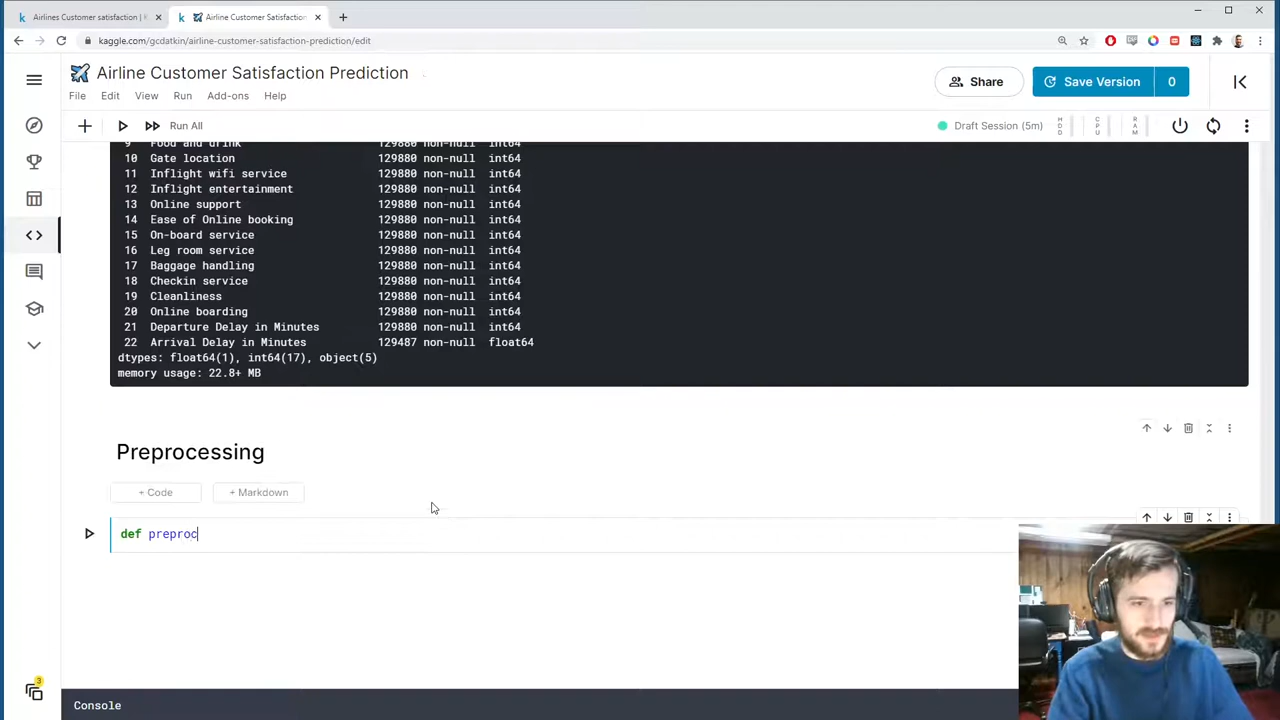 Airlines Customer satisfaction |
Airline Customer Satisfaction
kaggle.com/gcdatkin/airline-customer-satisfaction-prediction/edit
Airline Customer Satisfaction Prediction
Share
Save Version 0
File Edit View Run Add-ons Help
Run All
Draft Session (5m)
HDD CPU RAM
9 Food and drink 129880 non-null int64
10 Gate location 129880 non-null int64
11 Inflight wifi service 129880 non-null int64
12 Inflight entertainment 129880 non-null int64
13 Online support 129880 non-null int64
14 Ease of Online booking 129880 non-null int64
15 On-board service 129880 non-null int64
16 Leg room service 129880 non-null int64
17 Baggage handling 129880 non-null int64
18 Checkin service 129880 non-null int64
19 Cleanliness 129880 non-null int64
20 Online boarding 129880 non-null int64
21 Departure Delay in Minutes 129880 non-null int64
22 Arrival Delay in Minutes 129487 non-null float64
dtypes: float64(1), int64(17), object(5)
memory usage: 22.8+ MB
Preprocessing
+ Code + Markdown
def preproc
3
Console